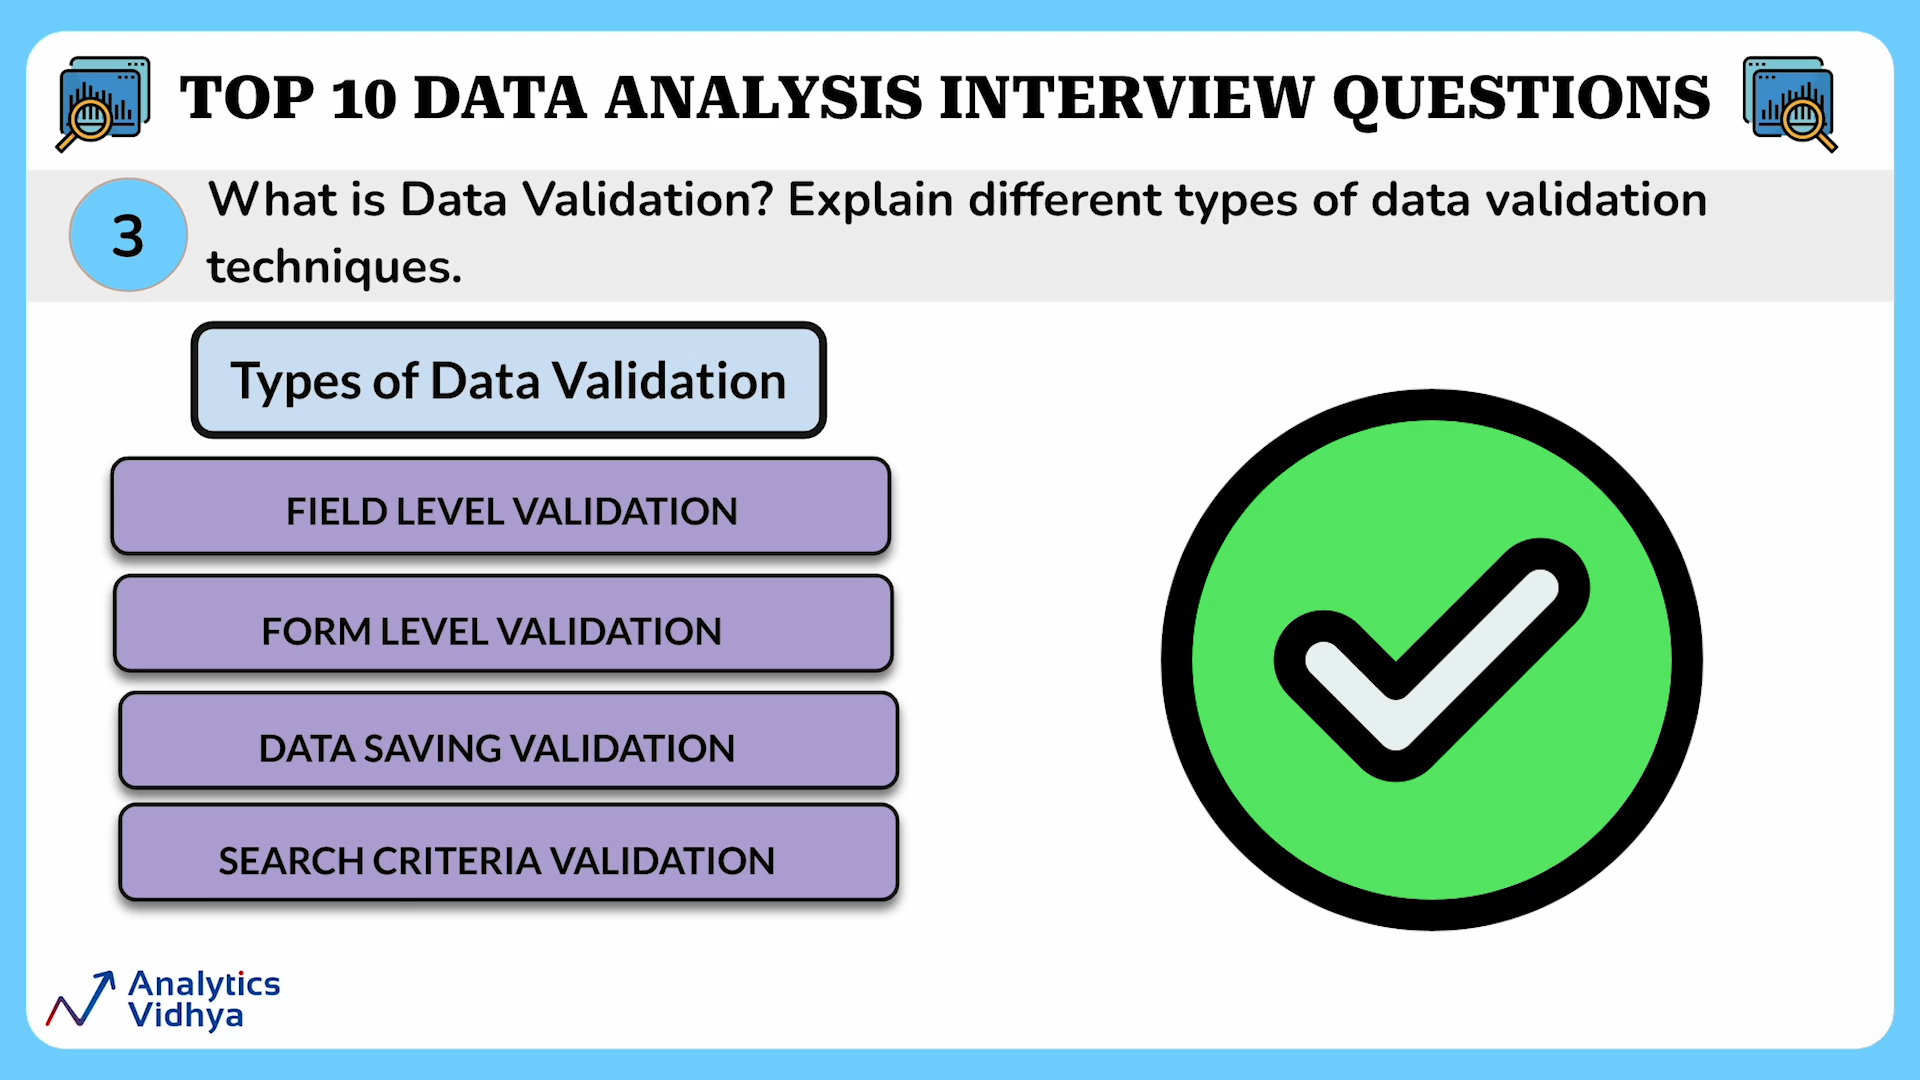 TOP 10 DATA ANALYSIS INTERVIEW QUESTIONS
3
What is Data Validation? Explain different types of data validation
techniques.
Types of Data Validation
FIELD LEVEL VALIDATION
FORM LEVEL VALIDATION
DATA SAVING VALIDATION
SEARCH CRITERIA VALIDATION
Analytics
Vidhya